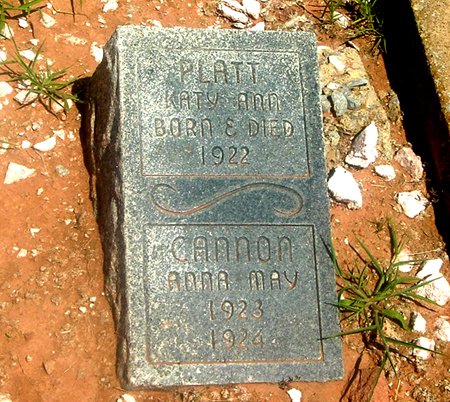 PLATT
KATY ANN
BORN & DIED
1922
CANNON
ANNA MAY
1923
1924